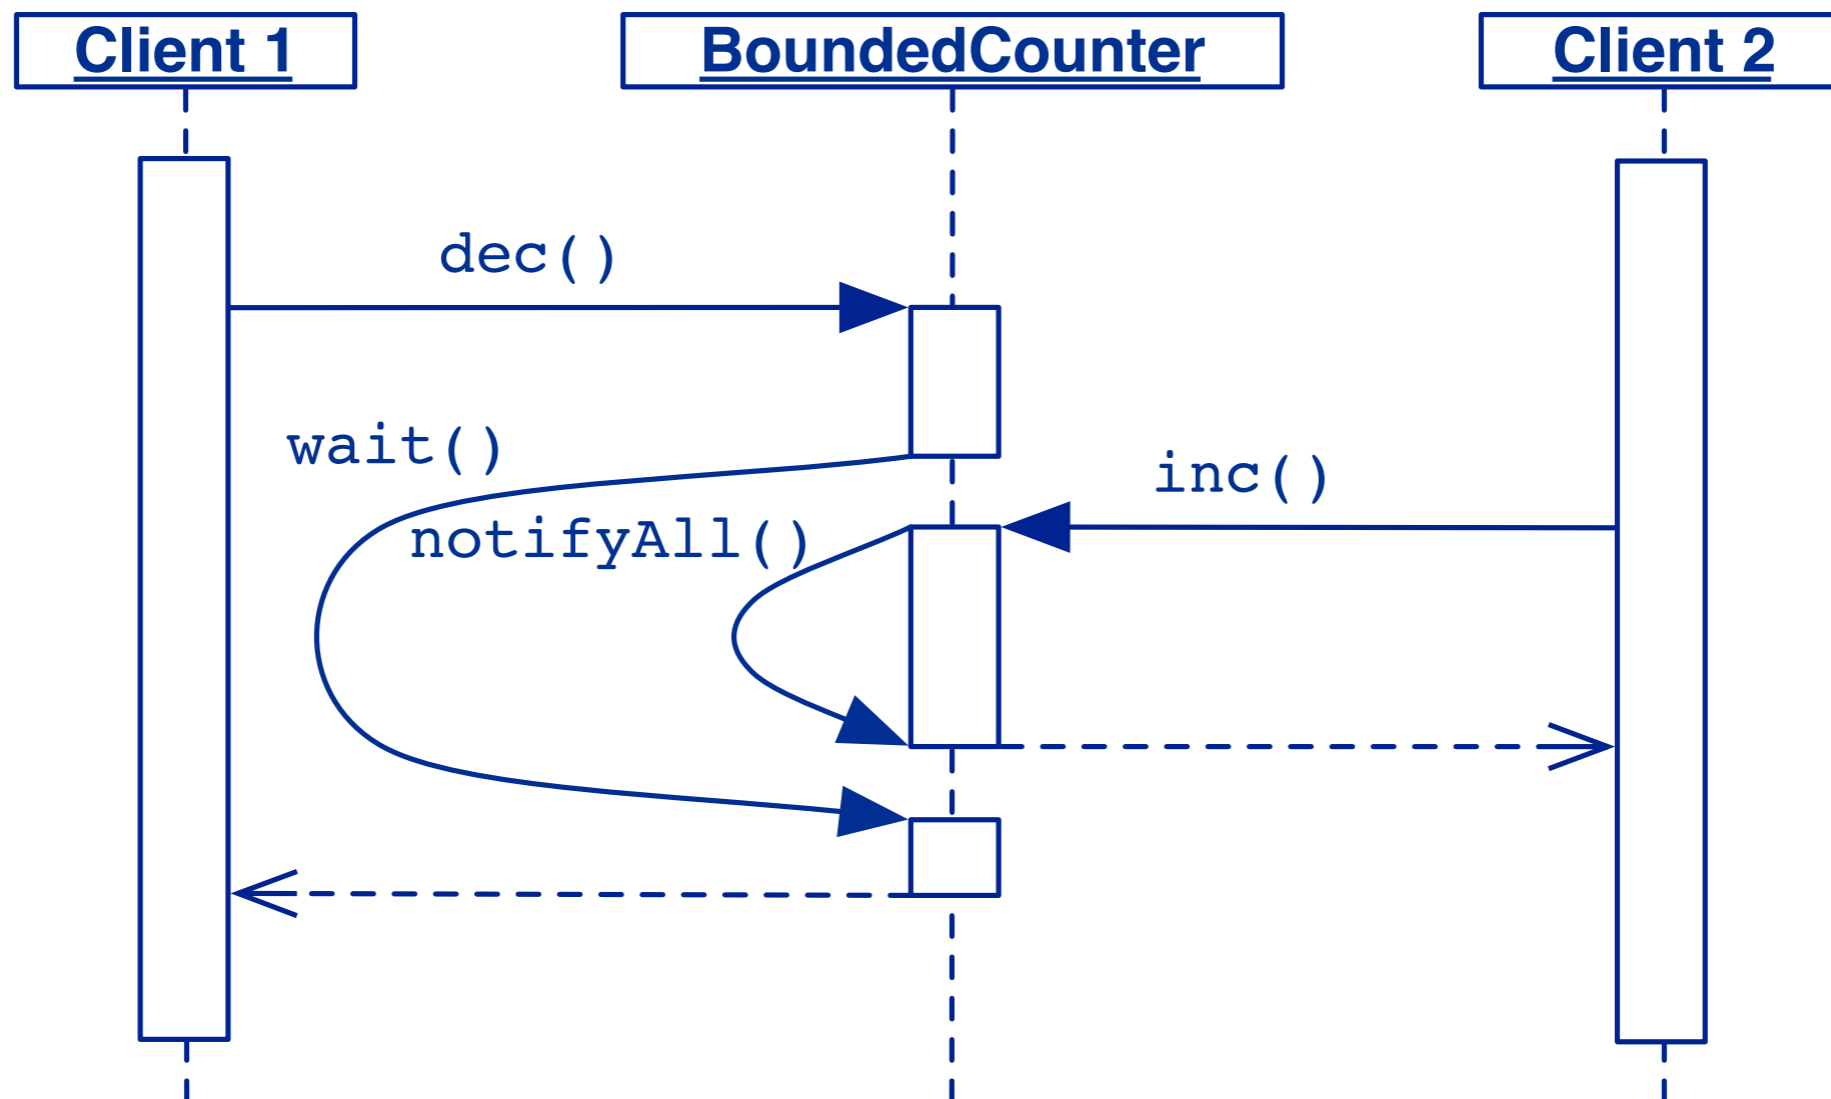 Client 1
BoundedCounter
Client 2
dec()
wait()
inc()
notifyAll()